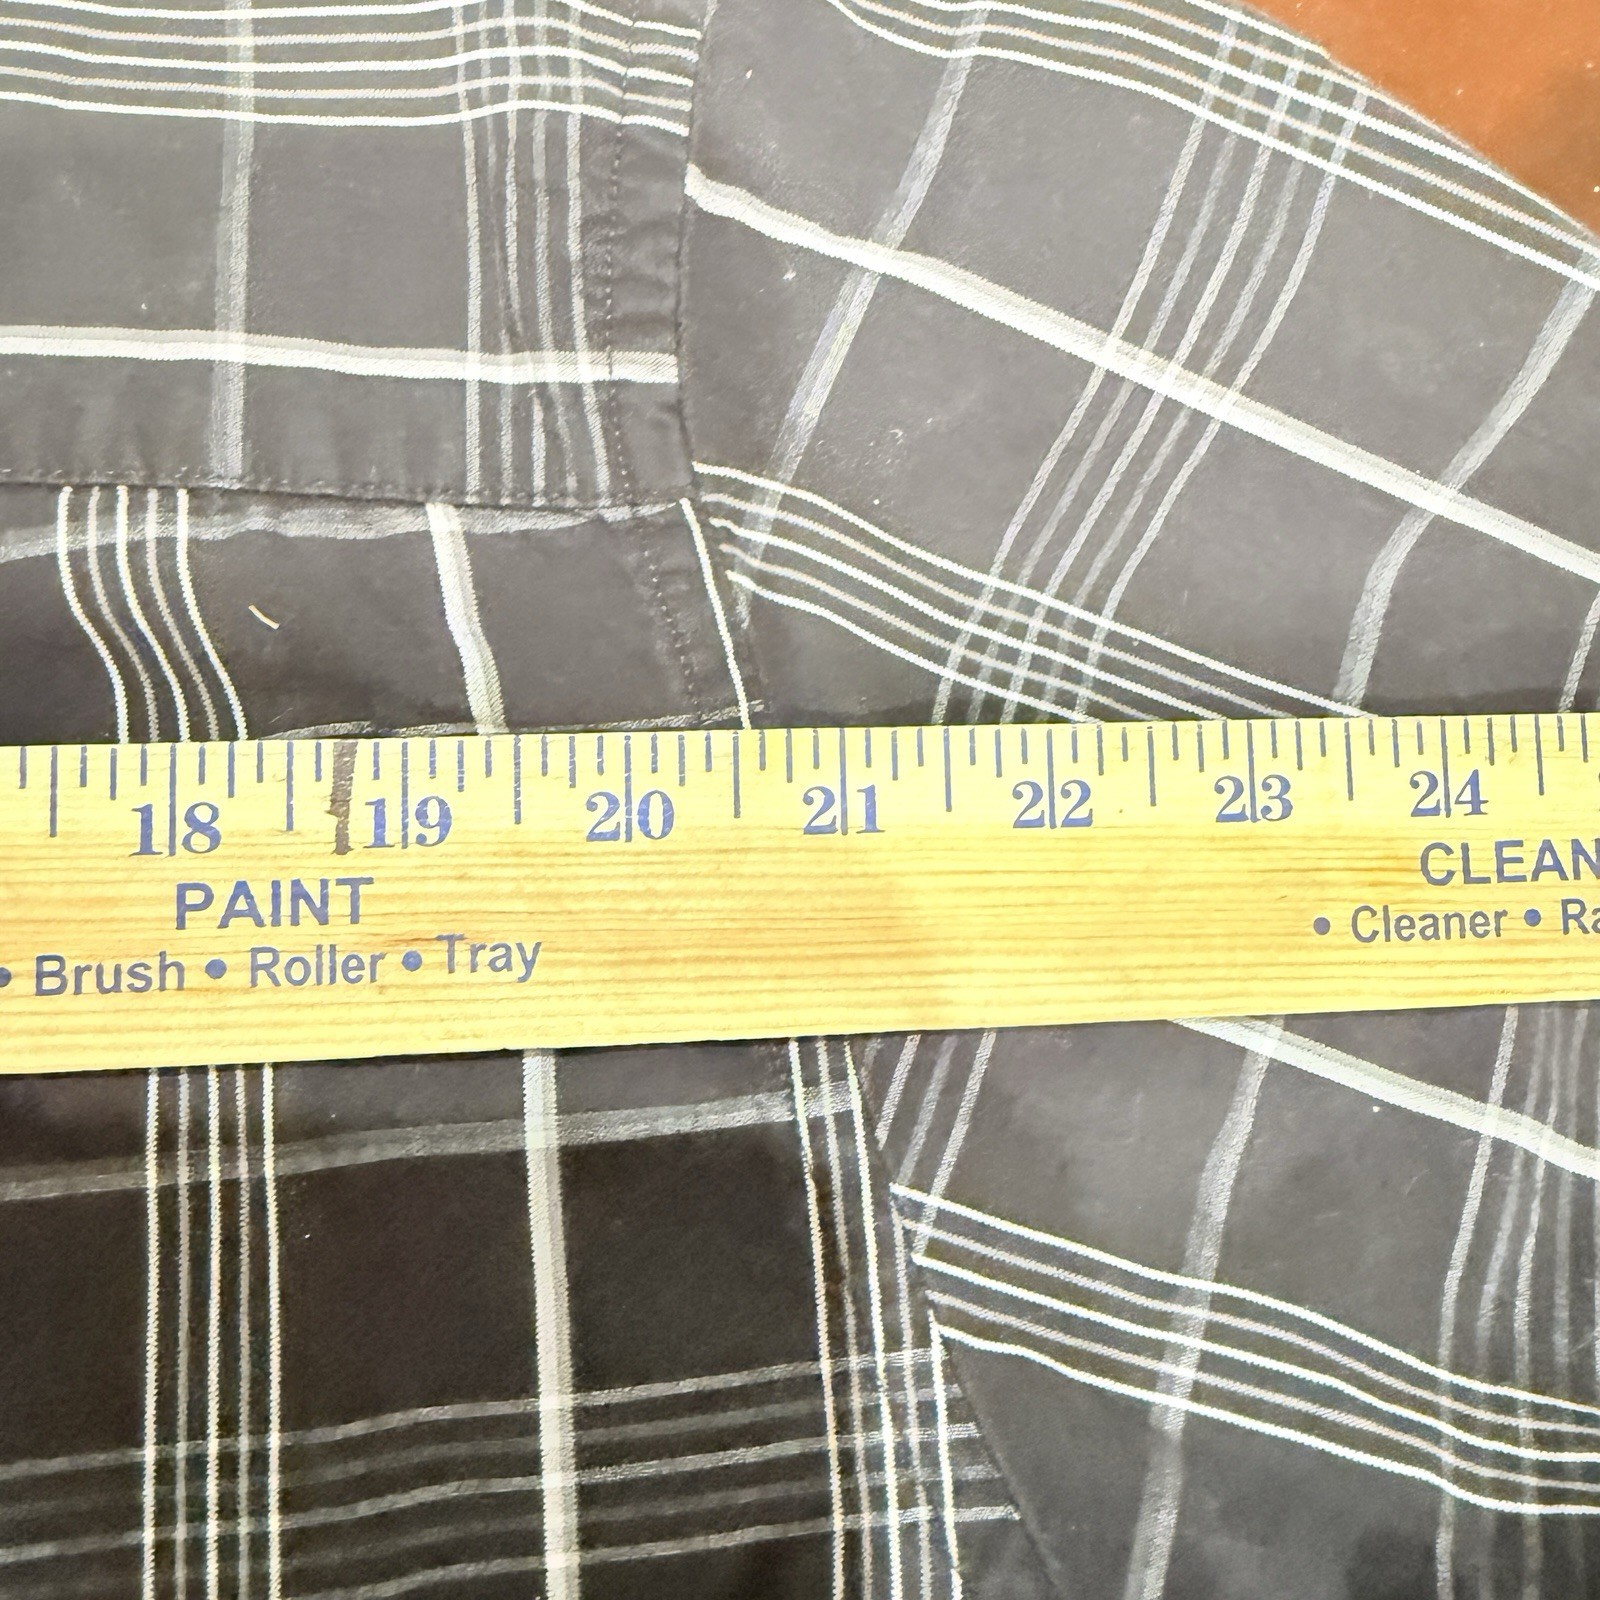 18 19 20 21 22 23 24
PAINT
• Brush • Roller • Tray
CLEAN
• Cleaner •